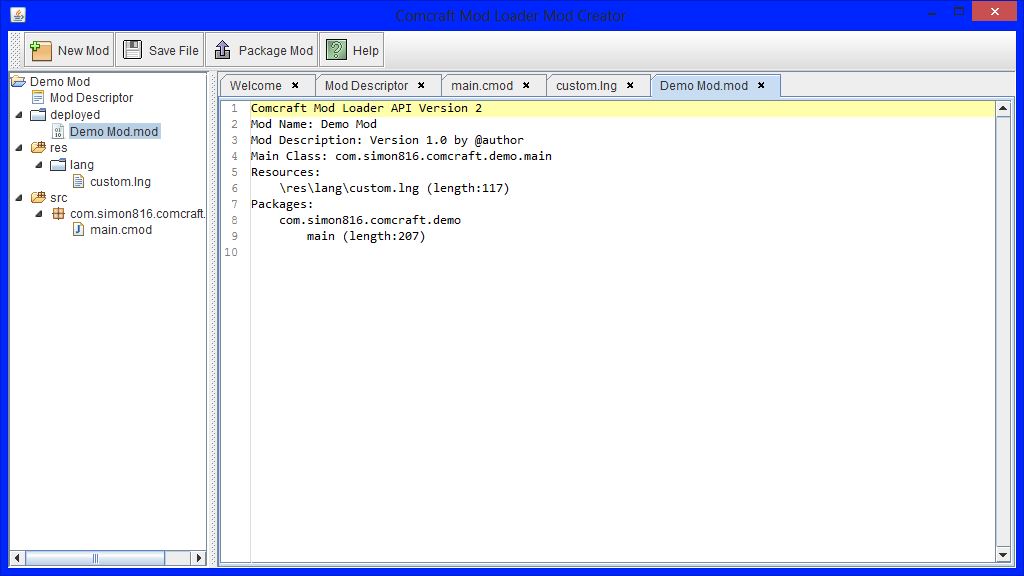 Comcraft Mod Loader Mod Creator
New Mod Save File Package Mod Help
Demo Mod
Mod Descriptor
deployed
Demo Mod.mod
res
lang
custom.lng
src
com.simon816.comcraft.
main.cmod
Welcome Mod Descriptor main.cmod custom.lng Demo Mod.mod
1 Comcraft Mod Loader API Version 2
2 Mod Name: Demo Mod
3 Mod Description: Version 1.0 by @author
4 Main Class: com.simon816.comcraft.demo.main
5 Resources:
6 \res\lang\custom.lng (length:117)
7 Packages:
8 com.simon816.comcraft.demo
9 main (length:207)
10